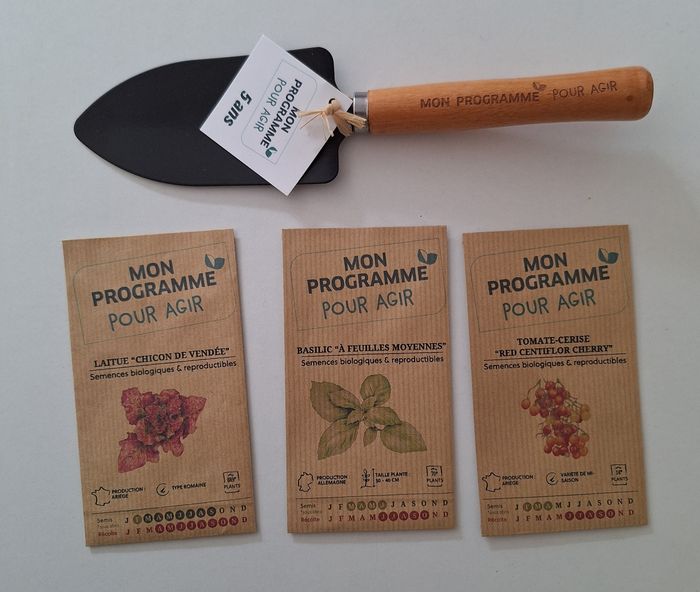 MON
PROGRAMME
POUR AGIR
5 ans
MON PROGRAMME POUR AGIR
MON
PROGRAMME
POUR AGIR
LAITUE "CHICON DE VENDÉE"
Semences biologiques & reproductibles
PRODUCTION :
ARIÈGE
TYPE ROMAINE
PLANTS
Semis
J F M A M J J A S O N D
Récolte
J F M A M J J A S O N D
MON
PROGRAMME
POUR AGIR
BASILIC "À FEUILLES MOYENNES"
Semences biologiques & reproductibles
PRODUCTION :
ALLEMAGNE
TAILLE PLANTE :
30 - 40 CM
PLANTS
Semis
J F M A M J J A S O N D
Récolte
J F M A M J J A S O N D
MON
PROGRAMME
POUR AGIR
TOMATE-CERISE
"RED CENTIFLOR CHERRY"
Semences biologiques & reproductibles
PRODUCTION :
ARIÈGE
VARIÉTÉ DE MI-
SAISON
PLANTS
Semis
J F M A M J J A S O N D
Récolte
J F M A M J J A S O N D